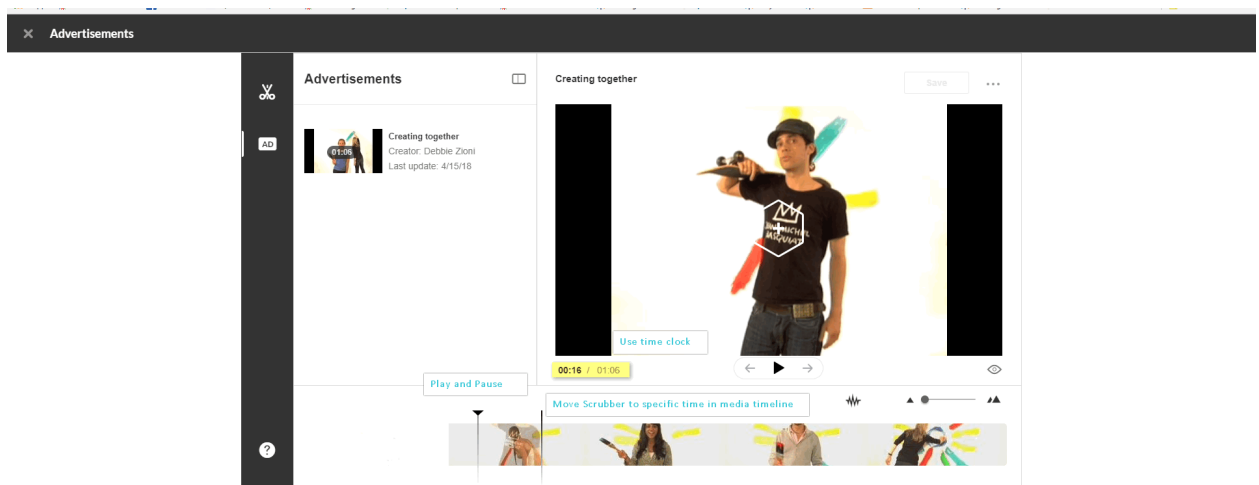 Advertisements
Advertisements
Creating together
Save
AD
Creating together
Creator: Debbie Zioni
Last update: 4/15/18
01:06
Use time clock
00:16 / 01:06
Play and Pause
Move Scrubber to specific time in media timeline
?